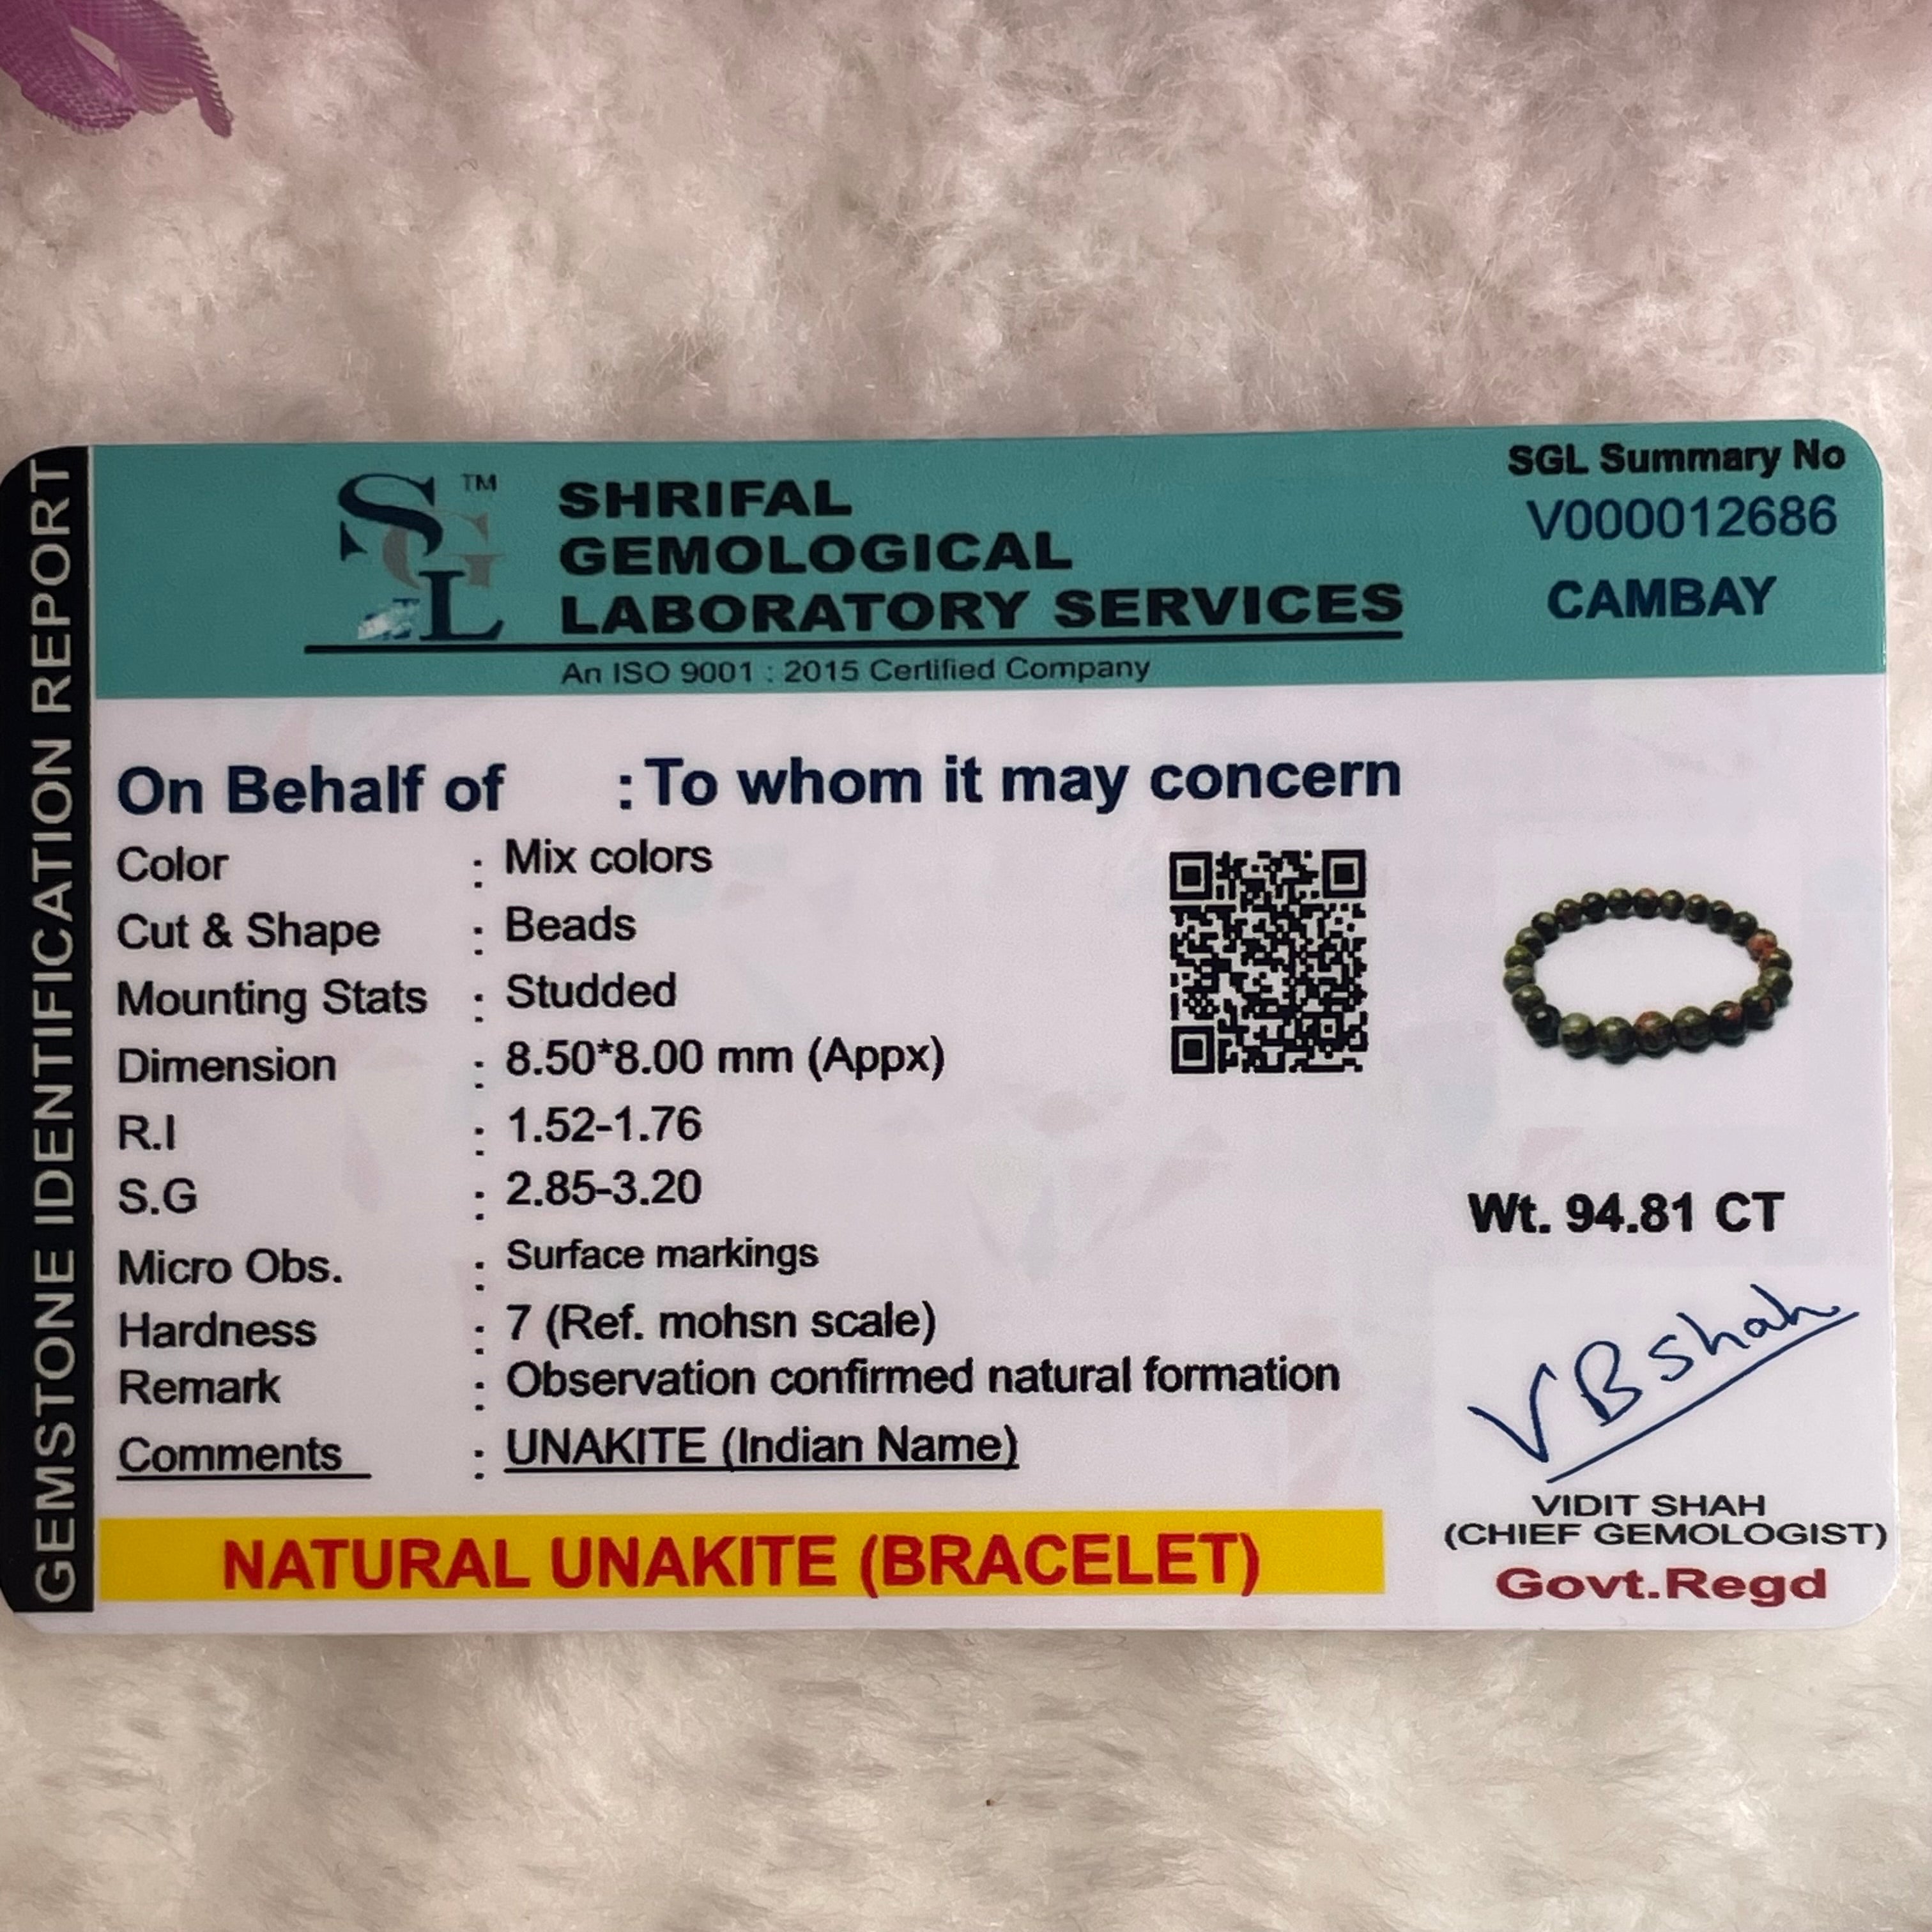 GEMSTONE IDENTIFICATION REPORT
SGL ™
SHRIFAL
GEMOLOGICAL
LABORATORY SERVICES
An ISO 9001 : 2015 Certified Company
SGL Summary No
V000012686
CAMBAY
On Behalf of : To whom it may concern
Color : Mix colors
Cut & Shape : Beads
Mounting Stats : Studded
Dimension : 8.50*8.00 mm (Appx)
R.I : 1.52-1.76
S.G : 2.85-3.20
Micro Obs. : Surface markings
Hardness : 7 (Ref. mohsn scale)
Remark : Observation confirmed natural formation
Comments : UNAKITE (Indian Name)
NATURAL UNAKITE (BRACELET)
Wt. 94.81 CT
VBshah
VIDIT SHAH
(CHIEF GEMOLOGIST)
Govt.Regd